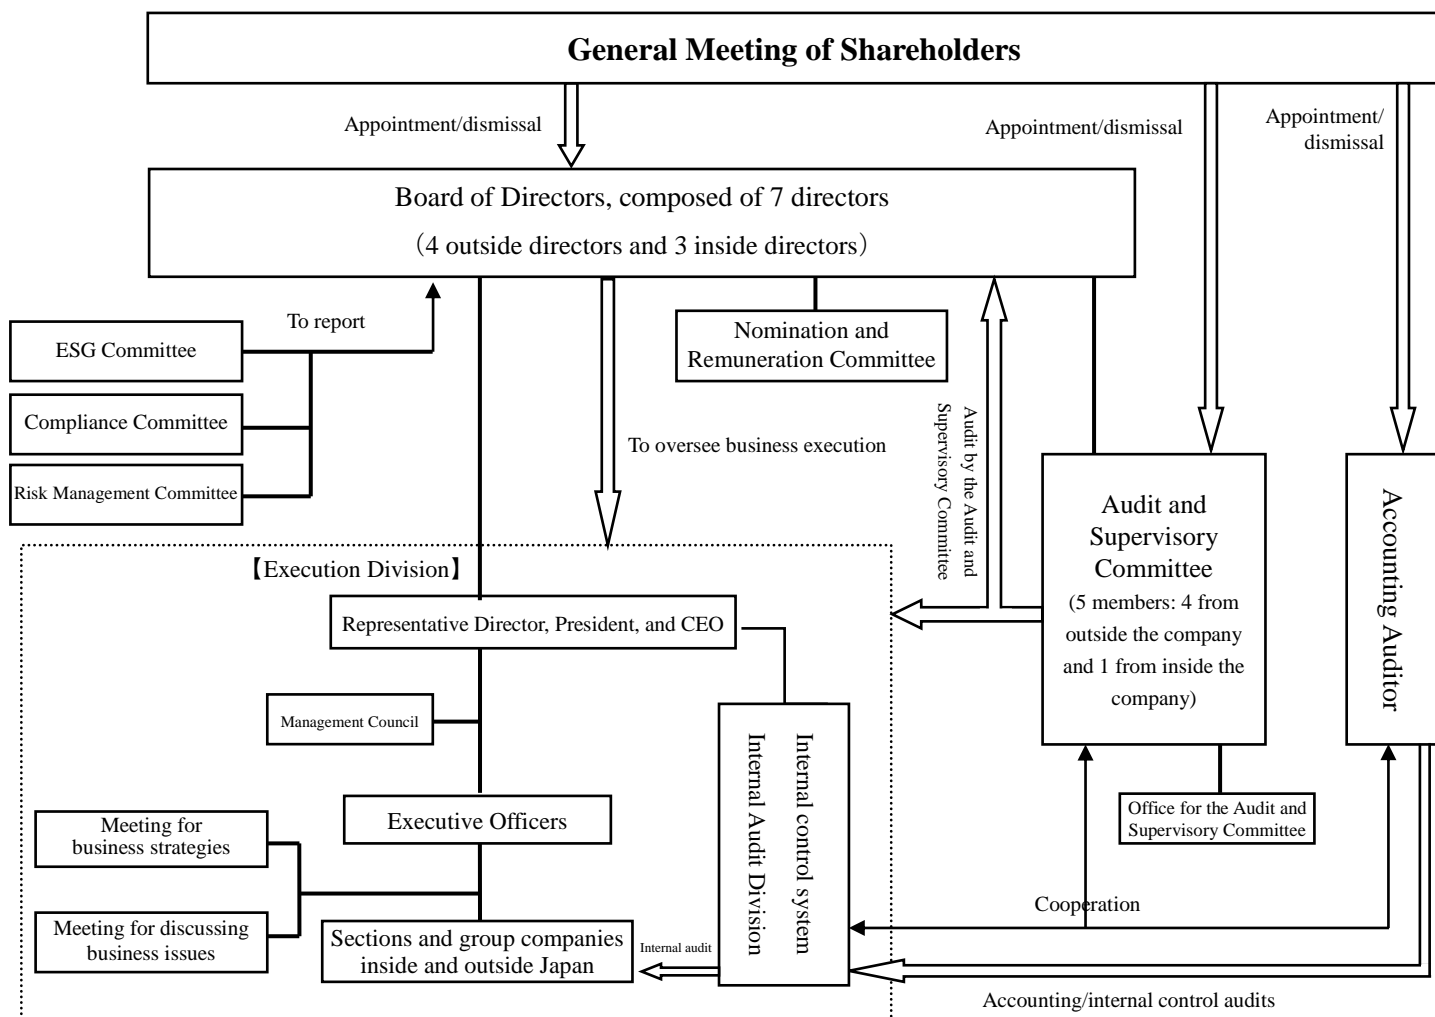 General Meeting of Shareholders
Appointment/dismissal
Appointment/dismissal
Appointment/
dismissal
Board of Directors, composed of 7 directors
（4 outside directors and 3 inside directors）
To report
ESG Committee
Compliance Committee
Risk Management Committee
Nomination and
Remuneration Committee
To oversee business execution
Audit by the Audit and
Supervisory Committee
Audit and
Supervisory
Committee
(5 members: 4 from
outside the company
and 1 from inside the
company)
Accounting Auditor
【Execution Division】
Representative Director, President, and CEO
Management Council
Internal control system
Internal Audit Division
Executive Officers
Meeting for
business strategies
Meeting for discussing
business issues
Sections and group companies
inside and outside Japan
Internal audit
Office for the Audit and
Supervisory Committee
Cooperation
Accounting/internal control audits